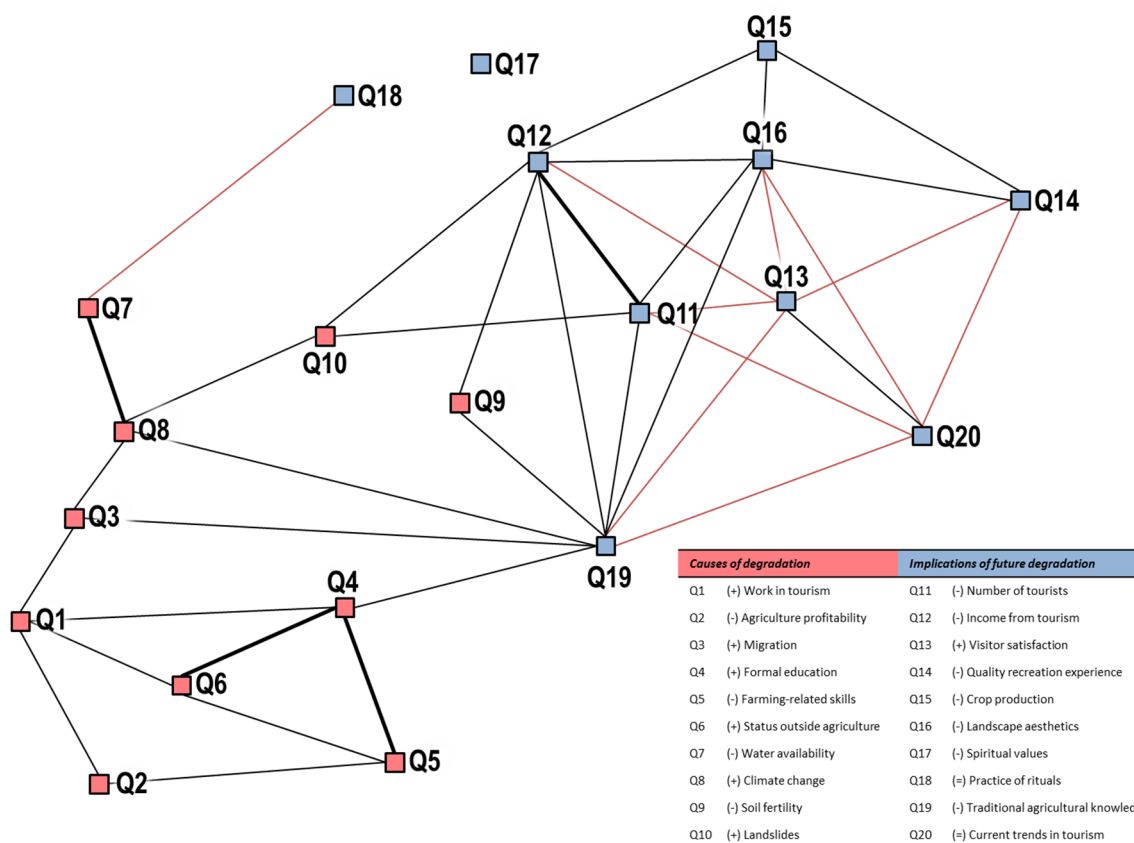 Q15
Q17
Q18
Q12
Q16
Q14
Q13
Q7
Q11
Q10
Q9
Q8
Q20
Q3
Q19
Q4
Q1
Q6
Q5
Q2
Causes of degradation Implications of future degradation
Q1 (+) Work in tourism Q11 (-) Number of tourists
Q2 (-) Agriculture profitability Q12 (-) Income from tourism
Q3 (+) Migration Q13 (+) Visitor satisfaction
Q4 (+) Formal education Q14 (-) Quality recreation experience
Q5 (-) Farming-related skills Q15 (-) Crop production
Q6 (+) Status outside agriculture Q16 (-) Landscape aesthetics
Q7 (-) Water availability Q17 (-) Spiritual values
Q8 (+) Climate change Q18 (=) Practice of rituals
Q9 (-) Soil fertility Q19 (-) Traditional agricultural knowled
Q10 (+) Landslides Q20 (=) Current trends in tourism